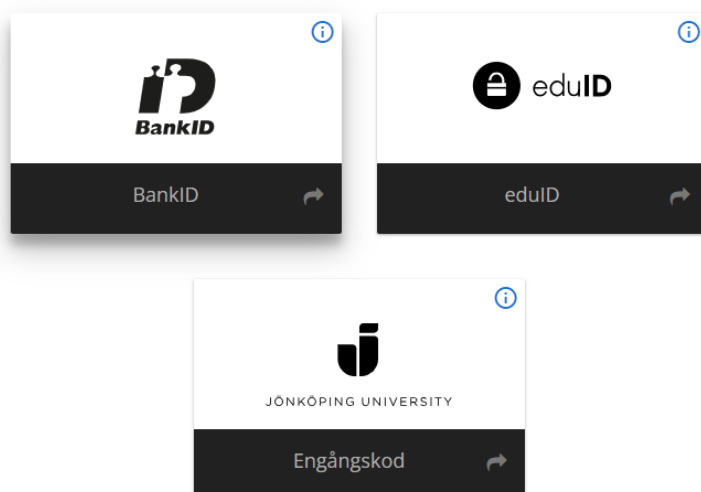 BankID
eduID
BankID
eduID
JÖNKÖPING UNIVERSITY
Engångskod